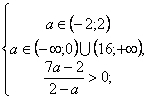 a ∈ (-2;2)
a ∈ (-∞;0) ⋃ (16;+∞),
7a-2
2-a
>0;